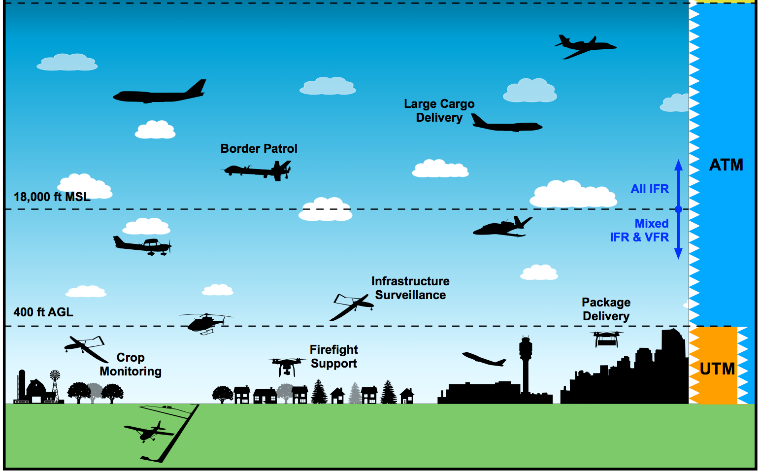 Large Cargo
Delivery
Border Patrol
ATM
All IFR
18,000 ft MSL
Mixed
IFR & VFR
Infrastructure
Surveillance
Package
Delivery
400 ft AGL
Firefight
Support
Crop
Monitoring
UTM